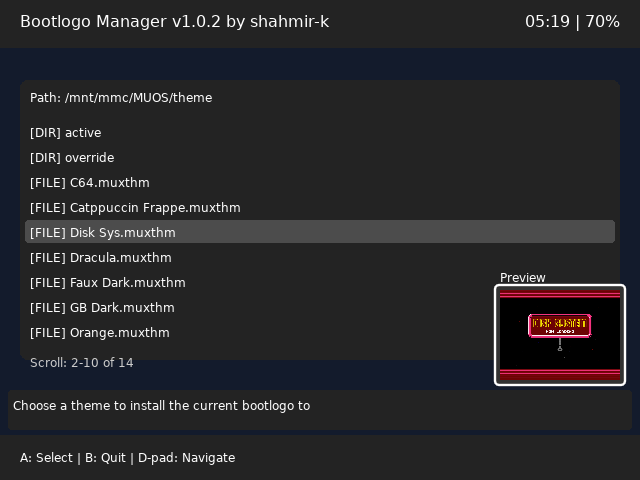 Bootlogo Manager v1.0.2 by shahmir-k
05:19 | 70%
Path: /mnt/mmc/MUOS/theme
[DIR] active
[DIR] override
[FILE] C64.muxthm
[FILE] Catppuccin Frappe.muxthm
[FILE] Disk Sys.muxthm
[FILE] Dracula.muxthm
[FILE] Faux Dark.muxthm
[FILE] GB Dark.muxthm
[FILE] Orange.muxthm
Scroll: 2-10 of 14
Preview
DISK SYSTEM
Choose a theme to install the current bootlogo to
A: Select | B: Quit | D-pad: Navigate